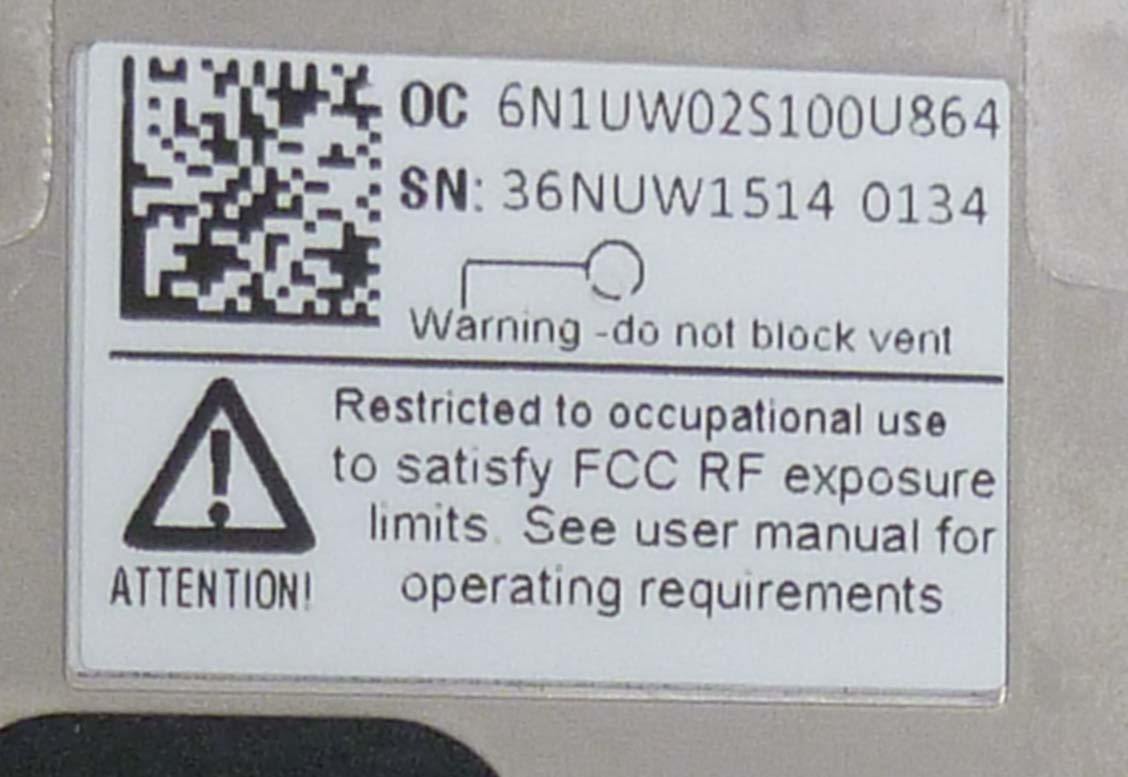 OC 6N1UW02S100U864
SN: 36NUW1514 0134
Warning -do not block vent
Restricted to occupational use
to satisfy FCC RF exposure
limits. See user manual for
operating requirements
ATTENTION!